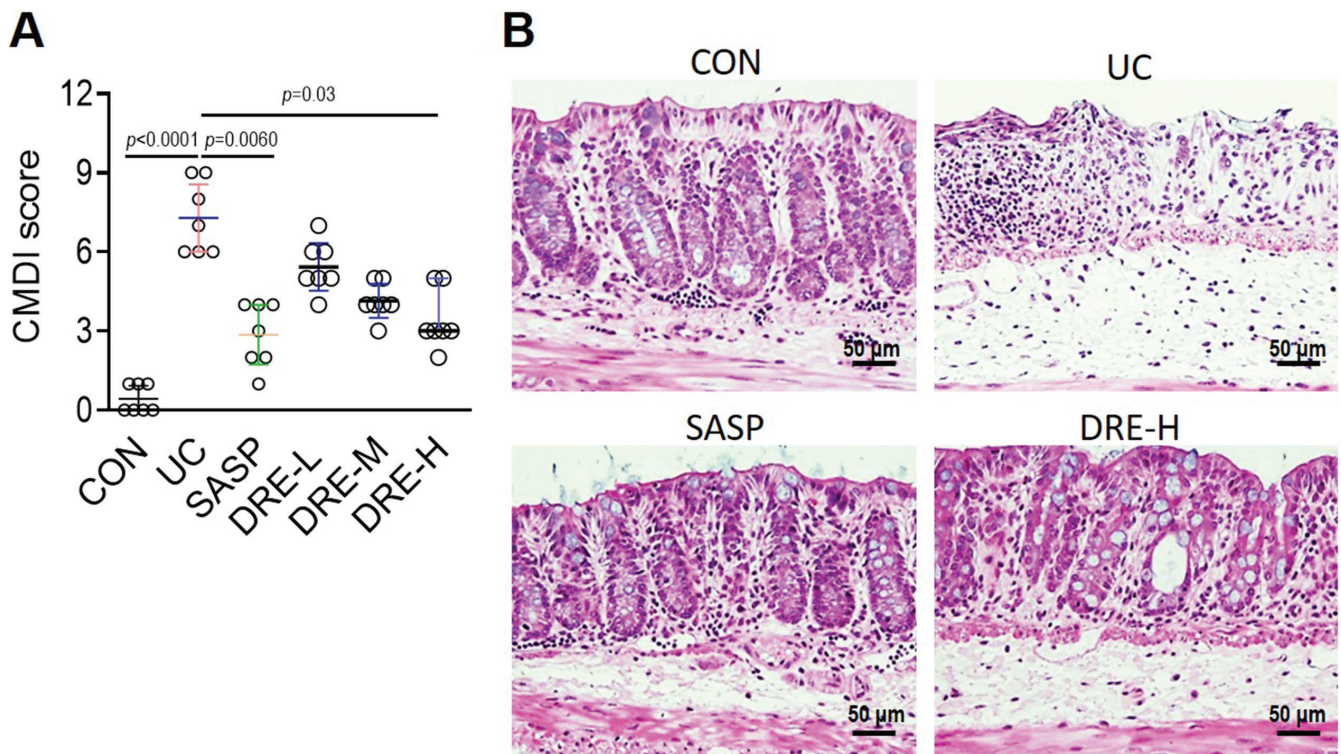 A
CMDI score
12
9
6
3
0
p<0.0001
p=0.0060
p=0.03
CON
UC
SASP
DRE-L
DRE-M
DRE-H
B
CON
50 µm
UC
50 µm
SASP
50 µm
DRE-H
50 µm